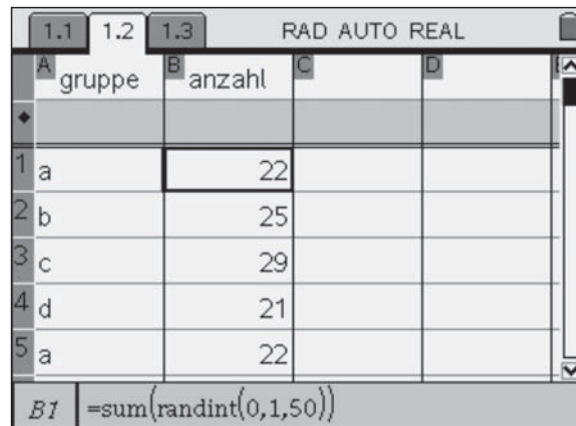 1.1 1.2 1.3 RAD AUTO REAL
A gruppe B anzahl C D
◆
1 a 22
2 b 25
3 c 29
4 d 21
5 a 22
B1 =sum(randint(0,1,50))